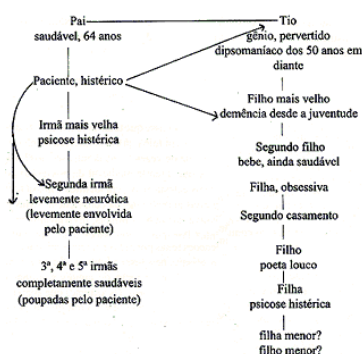 Pai
saudável, 64 anos
Paciente, histérico
Irmã mais velha
psicose histérica
Segunda irmã
levemente neurótica
(levemente envolvida
pelo paciente)
3ª, 4ª e 5ª irmãs
completamente saudáveis
(poupadas pelo paciente)
Tio
gênio, pervertido
dipsomaníaco dos 50 anos em
diante
Filho mais velho
demência desde a juventude
Segundo filho
bebe, ainda saudável
Filha, obsessiva
Segundo casamento
Filho
poeta louco
Filha
psicose histérica
filha menor?
filho menor?